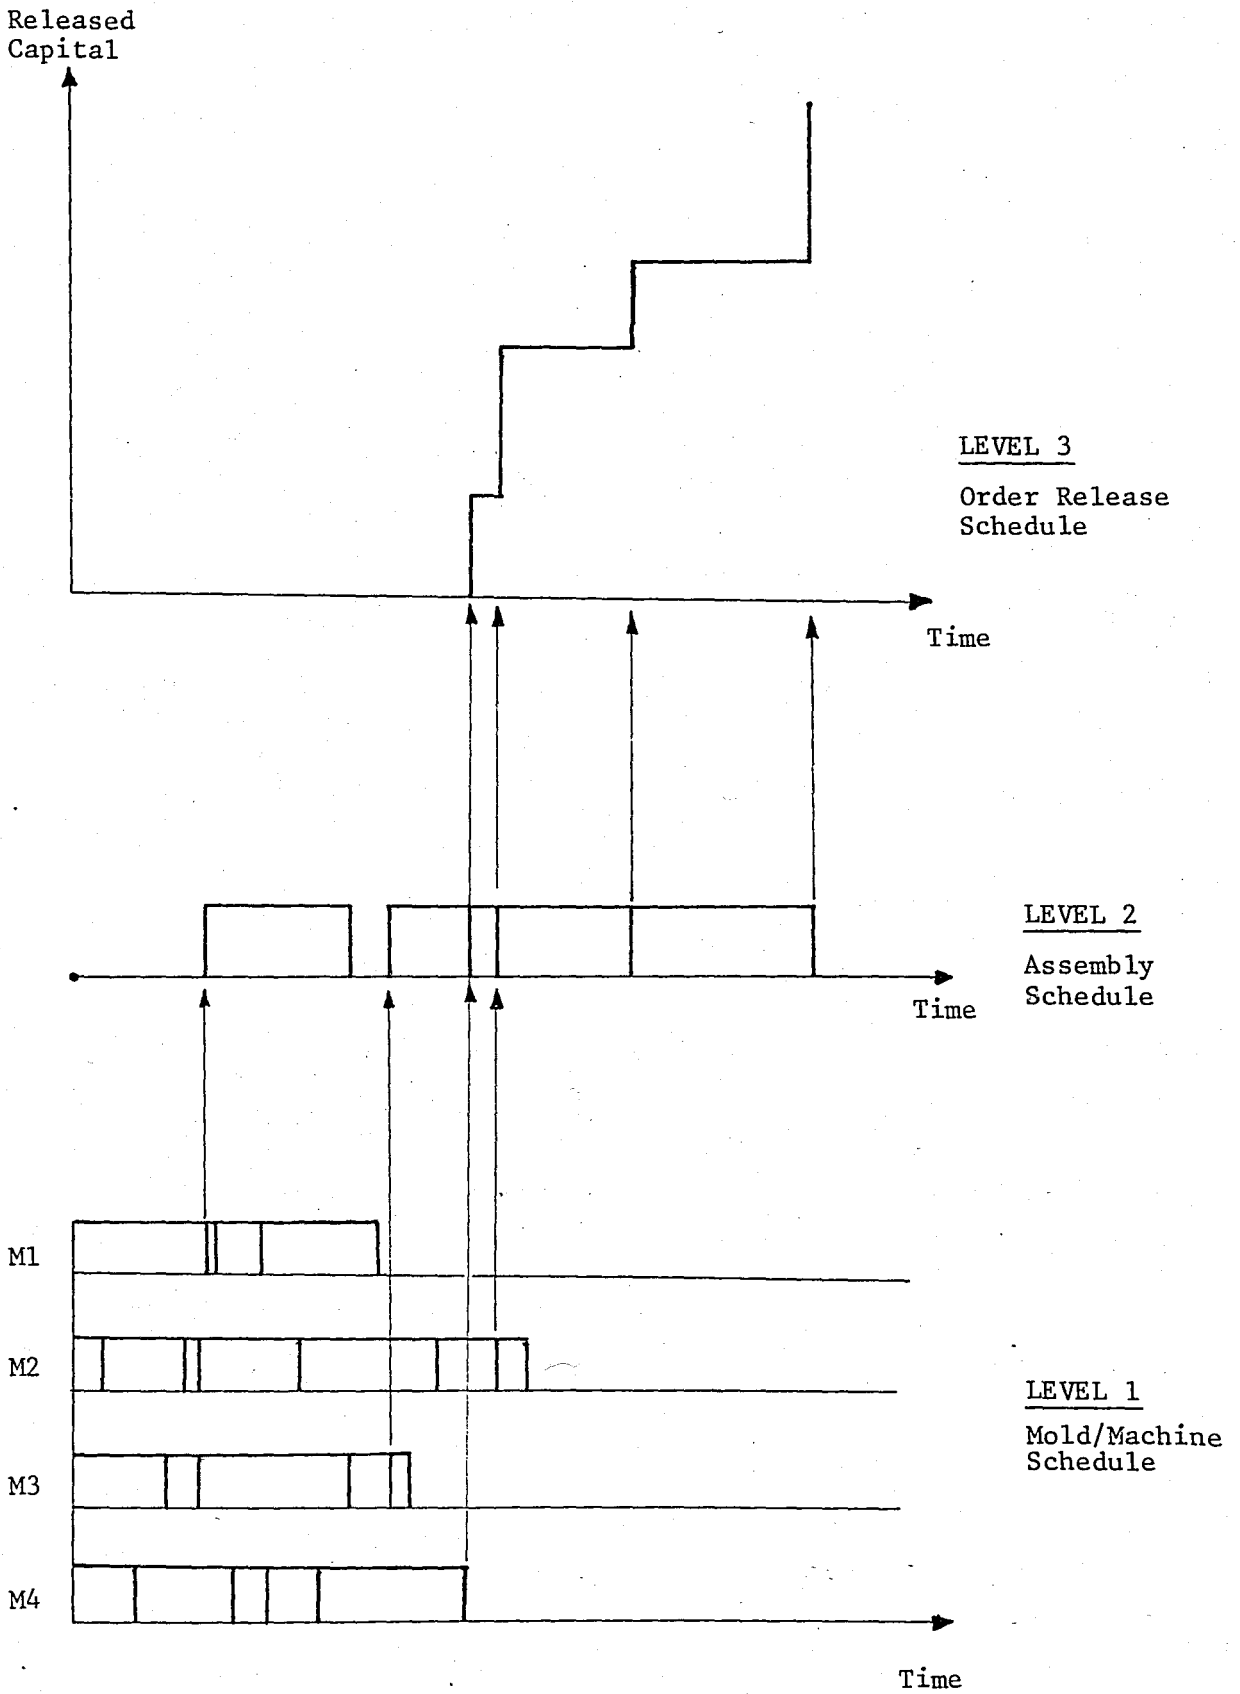 Released
Capital
LEVEL 3
Order Release
Schedule
Time
LEVEL 2
Assembly
Schedule
Time
M1
M2
LEVEL 1
Mold/Machine
Schedule
M3
M4
Time